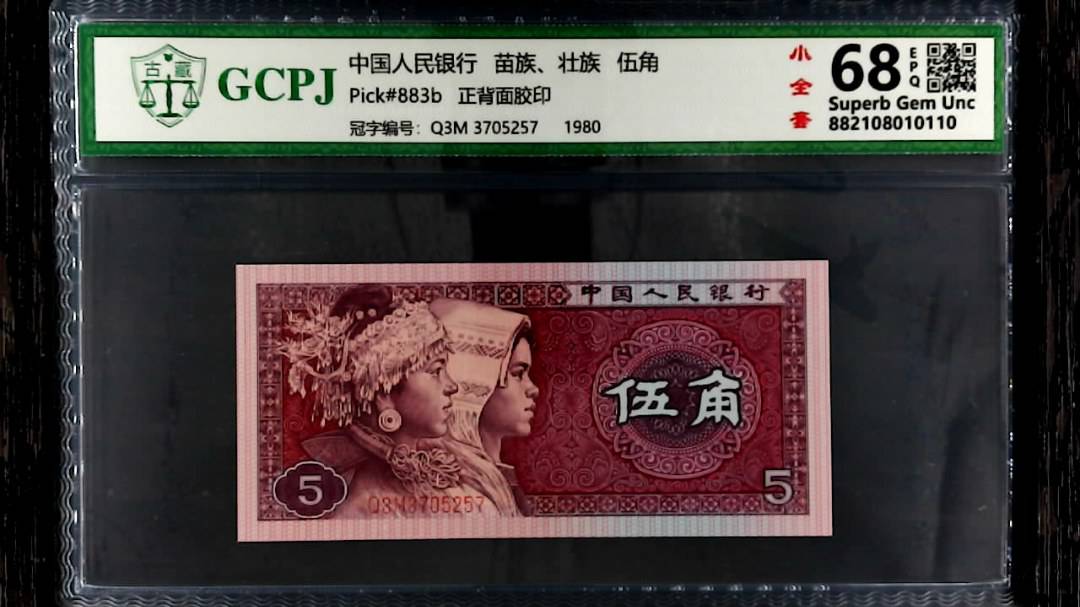 古藏
GCPJ
中国人民银行 苗族、壮族 伍角
Pick#883b 正背面胶印
冠字编号: Q3M 3705257 1980
小全套
68
EPQ
Superb Gem Unc
882108010110
中国人民银行
伍角
5
Q3M3705257
5